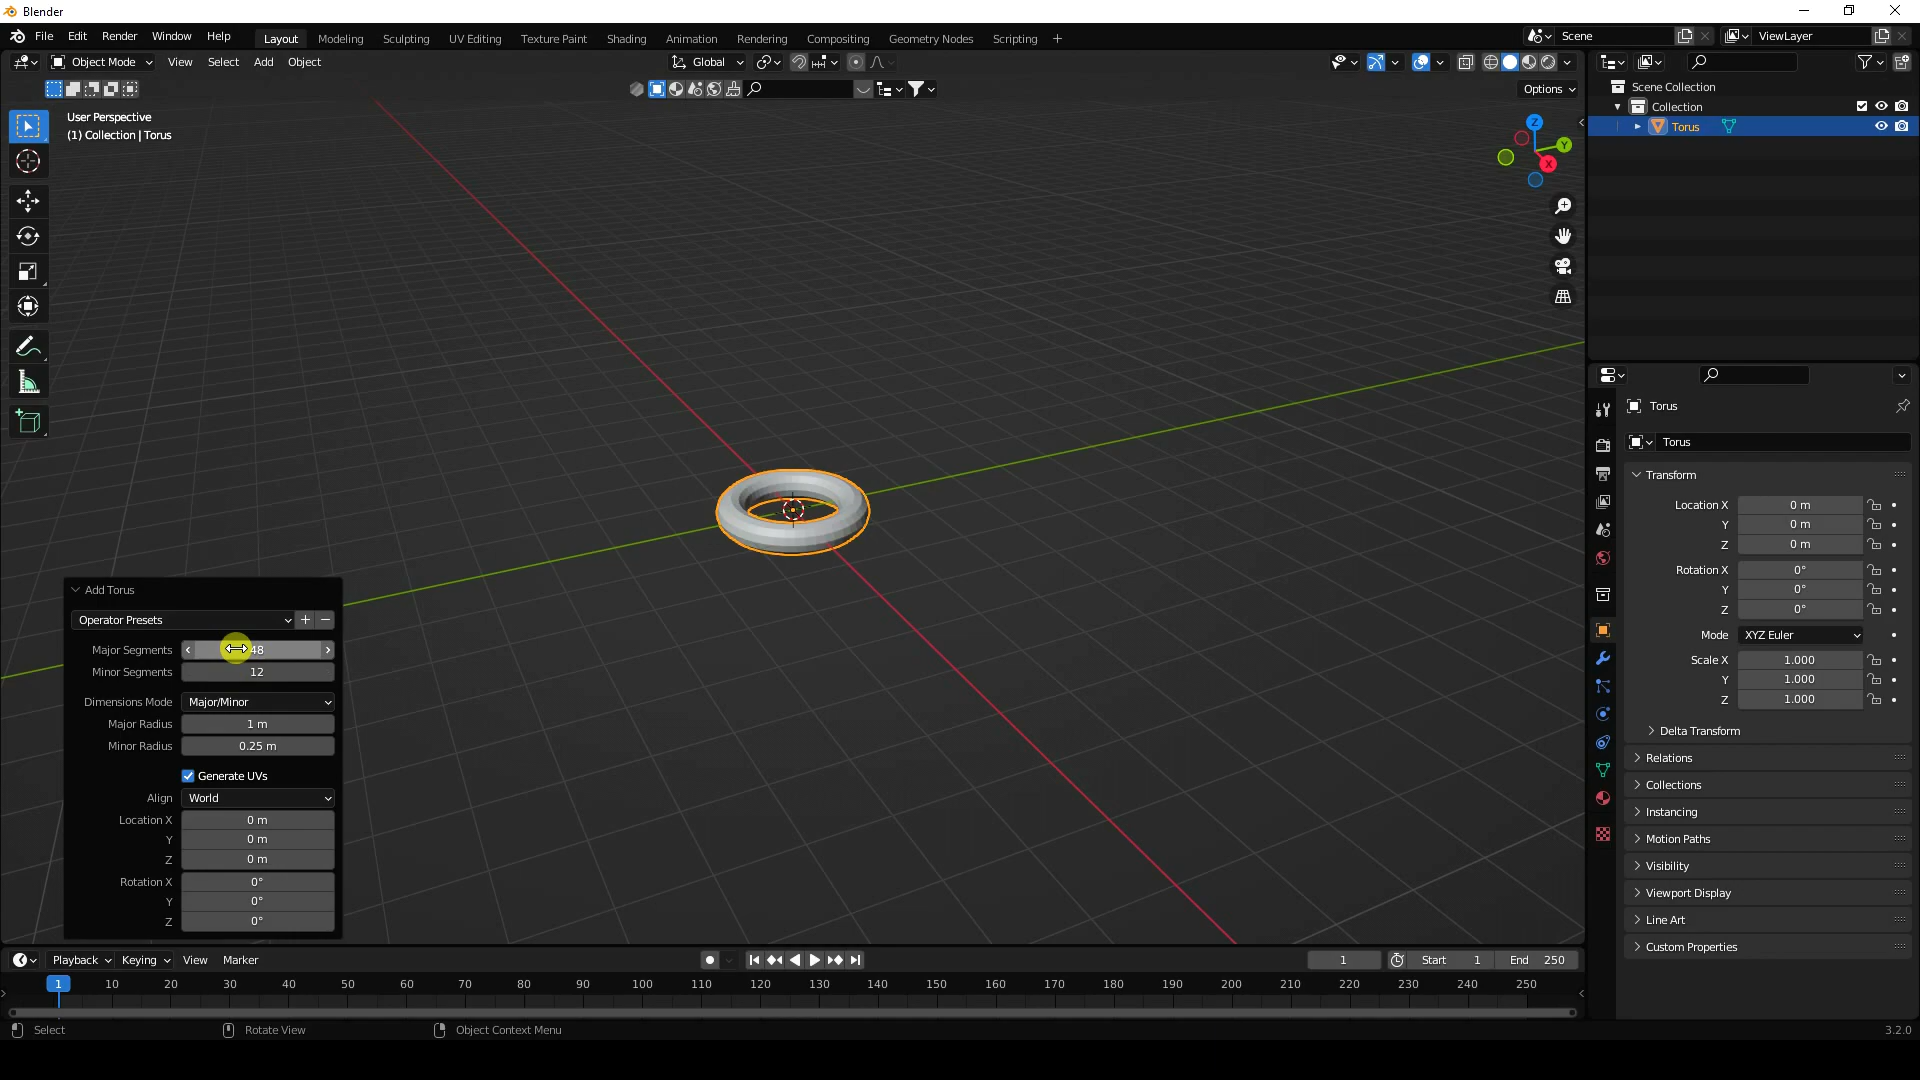 Blender
File Edit Render Window Help Layout Modeling Sculpting UV Editing Texture Paint Shading Animation Rendering Compositing Geometry Nodes Scripting + Scene ViewLayer
Object Mode View Select Add Object Global
Options
User Perspective
(1) Collection | Torus
Z
Y
X
Scene Collection
Collection
Torus
Torus
Torus
Transform
Location X 0 m
Y 0 m
Z 0 m
Rotation X 0°
Y 0°
Z 0°
Mode XYZ Euler
Scale X 1.000
Y 1.000
Z 1.000
Delta Transform
Relations
Collections
Instancing
Motion Paths
Visibility
Viewport Display
Line Art
Custom Properties
Add Torus
Operator Presets + −
Major Segments 48
Minor Segments 12
Dimensions Mode Major/Minor
Major Radius 1 m
Minor Radius 0.25 m
Generate UVs
Align World
Location X 0 m
Y 0 m
Z 0 m
Rotation X 0°
Y 0°
Z 0°
Playback Keying View Marker 1 Start 1 End 250
1 10 20 30 40 50 60 70 80 90 100 110 120 130 140 150 160 170 180 190 200 210 220 230 240 250
Select Rotate View Object Context Menu 3.2.0